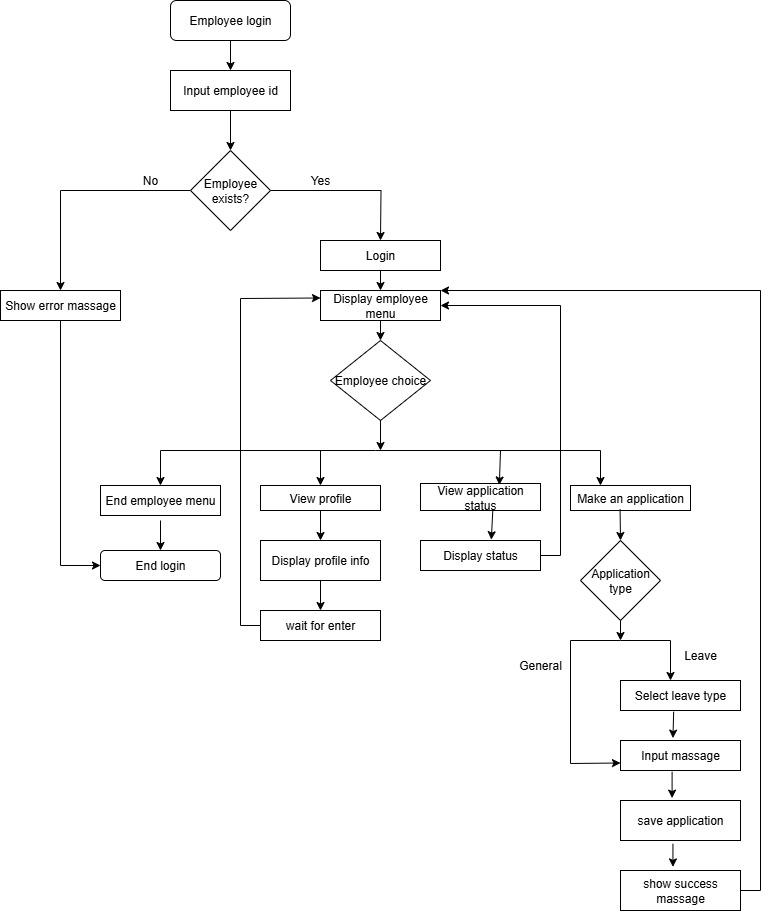 Employee login
Input employee id
Employee
exists?
No
Yes
Login
Show error massage
Display employee
menu
Employee choice
End employee menu
View profile
View application
status
Make an application
End login
Display profile info
Display status
Application
type
wait for enter
General
Leave
Select leave type
Input massage
save application
show success
massage